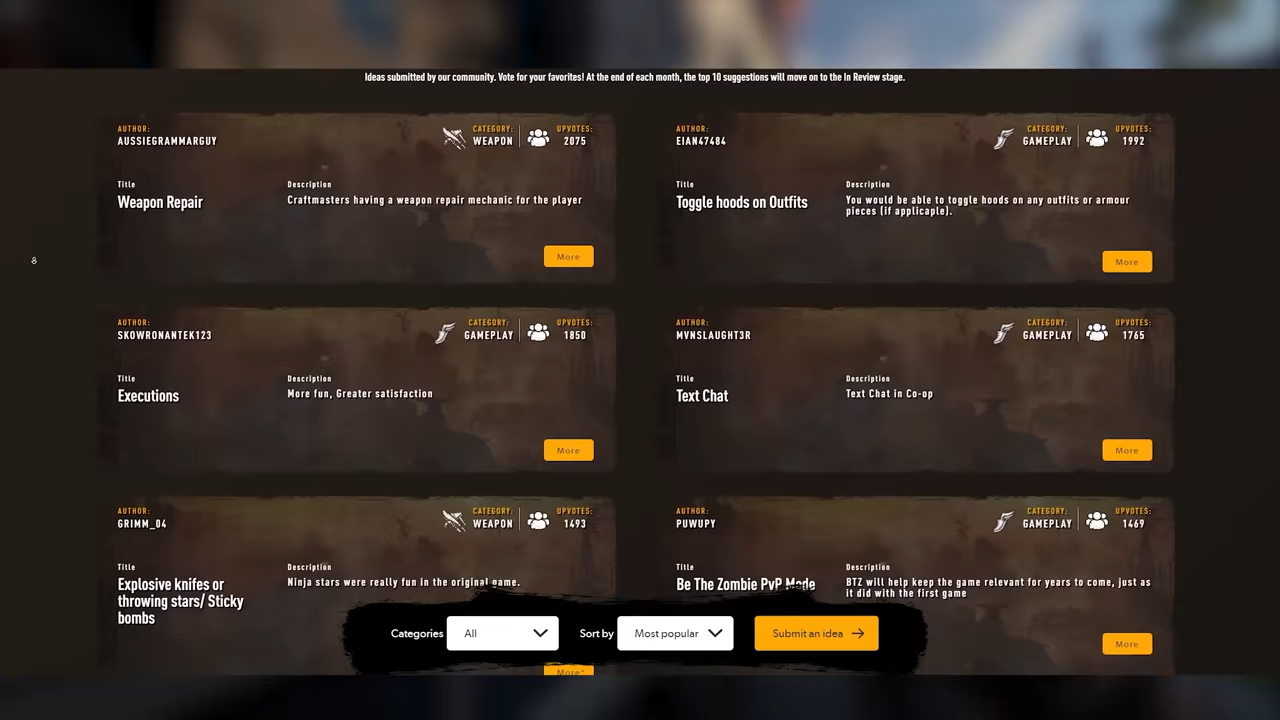 Ideas submitted by our community. Vote for your favorites! At the end of each month, the top 10 suggestions will move on to the In Review stage.
AUTHOR:
AUSSIEGRAMMARGUY
CATEGORY:
WEAPON
UPVOTES:
2075
Title
Weapon Repair
Description
Craftmasters having a weapon repair mechanic for the player
More
AUTHOR:
EIAN47484
CATEGORY:
GAMEPLAY
UPVOTES:
1992
Title
Toggle hoods on Outfits
Description
You would be able to toggle hoods on any outfits or armour
pieces (if applicaple).
More
AUTHOR:
SKOWRONANTEK123
CATEGORY:
GAMEPLAY
UPVOTES:
1850
Title
Executions
Description
More fun, Greater satisfaction
More
AUTHOR:
MVNSLAUGHT3R
CATEGORY:
GAMEPLAY
UPVOTES:
1765
Title
Text Chat
Description
Text Chat in Co-op
More
AUTHOR:
GRIMM_04
CATEGORY:
WEAPON
UPVOTES:
1493
Title
Explosive knifes or
throwing stars/ Sticky
bombs
Description
Ninja stars were really fun in the original game.
More
AUTHOR:
PUWUPY
CATEGORY:
GAMEPLAY
UPVOTES:
1469
Title
Be The Zombie PvP Mode
Description
BTZ will help keep the game relevant for years to come, just as
it did with the first game
More
Categories
All
Sort by
Most popular
Submit an idea